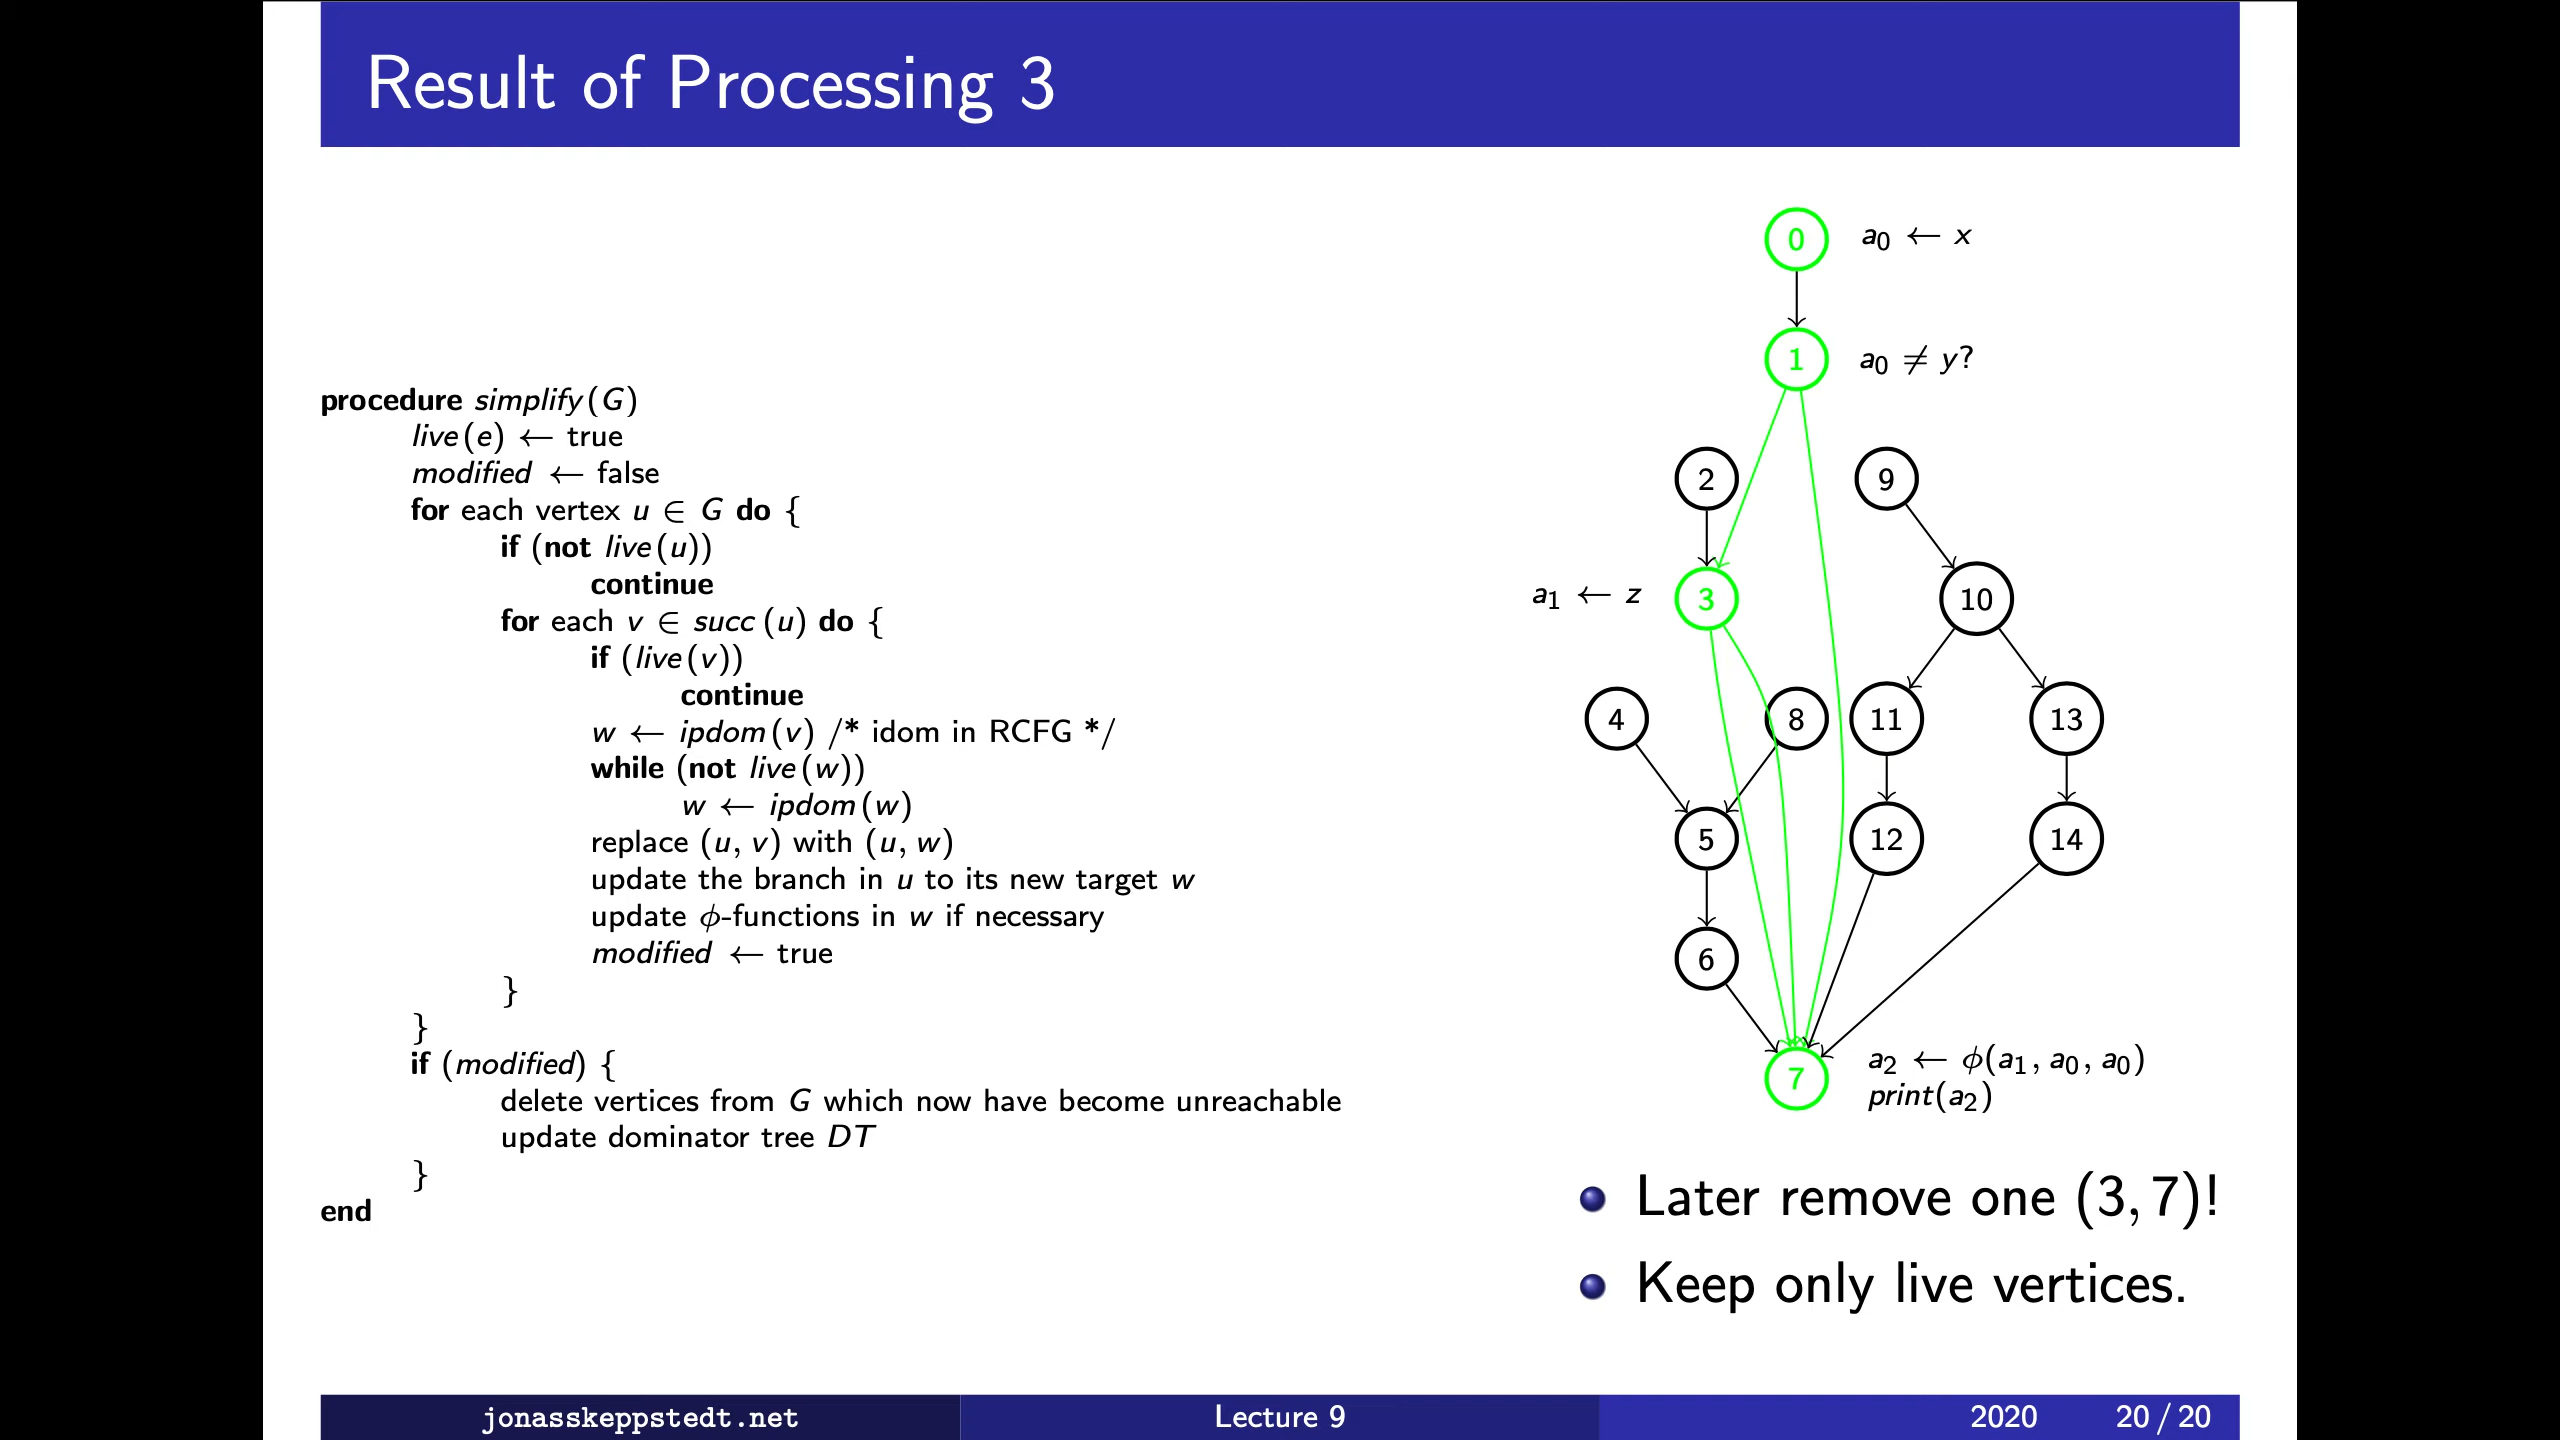 Result of Processing 3
procedure simplify(G)
live(e) ← true
modified ← false
for each vertex u ∈ G do {
if (not live(u))
continue
for each v ∈ succ(u) do {
if (live(v))
continue
w ← ipdom(v) /* idom in RCFG */
while (not live(w))
w ← ipdom(w)
replace (u, v) with (u, w)
update the branch in u to its new target w
update ϕ-functions in w if necessary
modified ← true
}
}
if (modified) {
delete vertices from G which now have become unreachable
update dominator tree DT
}
end
0 a₀ ← x
1 a₀ ≠ y?
2 9
a₁ ← z 3 10
4 8 11 13
5 12 14
6
7 a₂ ← ϕ(a₁, a₀, a₀)
print(a₂)
Later remove one (3, 7)!
Keep only live vertices.
jonasskeppstedt.net Lecture 9 2020 20 / 20